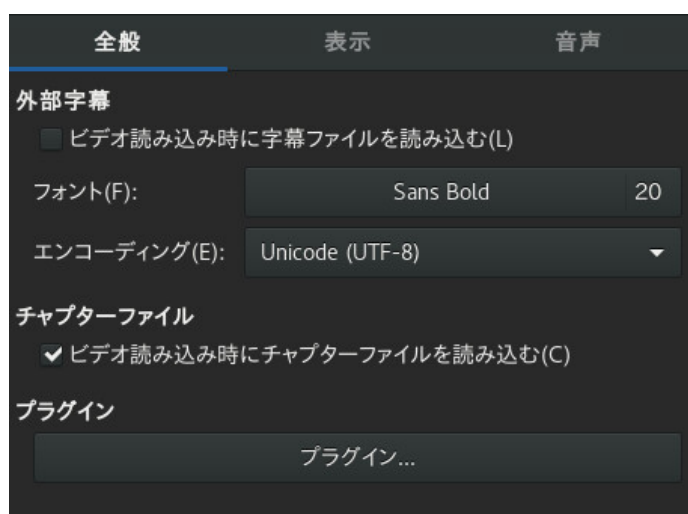 全般 表示 音声
外部字幕
ビデオ読み込み時に字幕ファイルを読み込む(L)
フォント(F): Sans Bold 20
エンコーディング(E): Unicode (UTF-8)
チャプターファイル
ビデオ読み込み時にチャプターファイルを読み込む(C)
プラグイン
プラグイン...